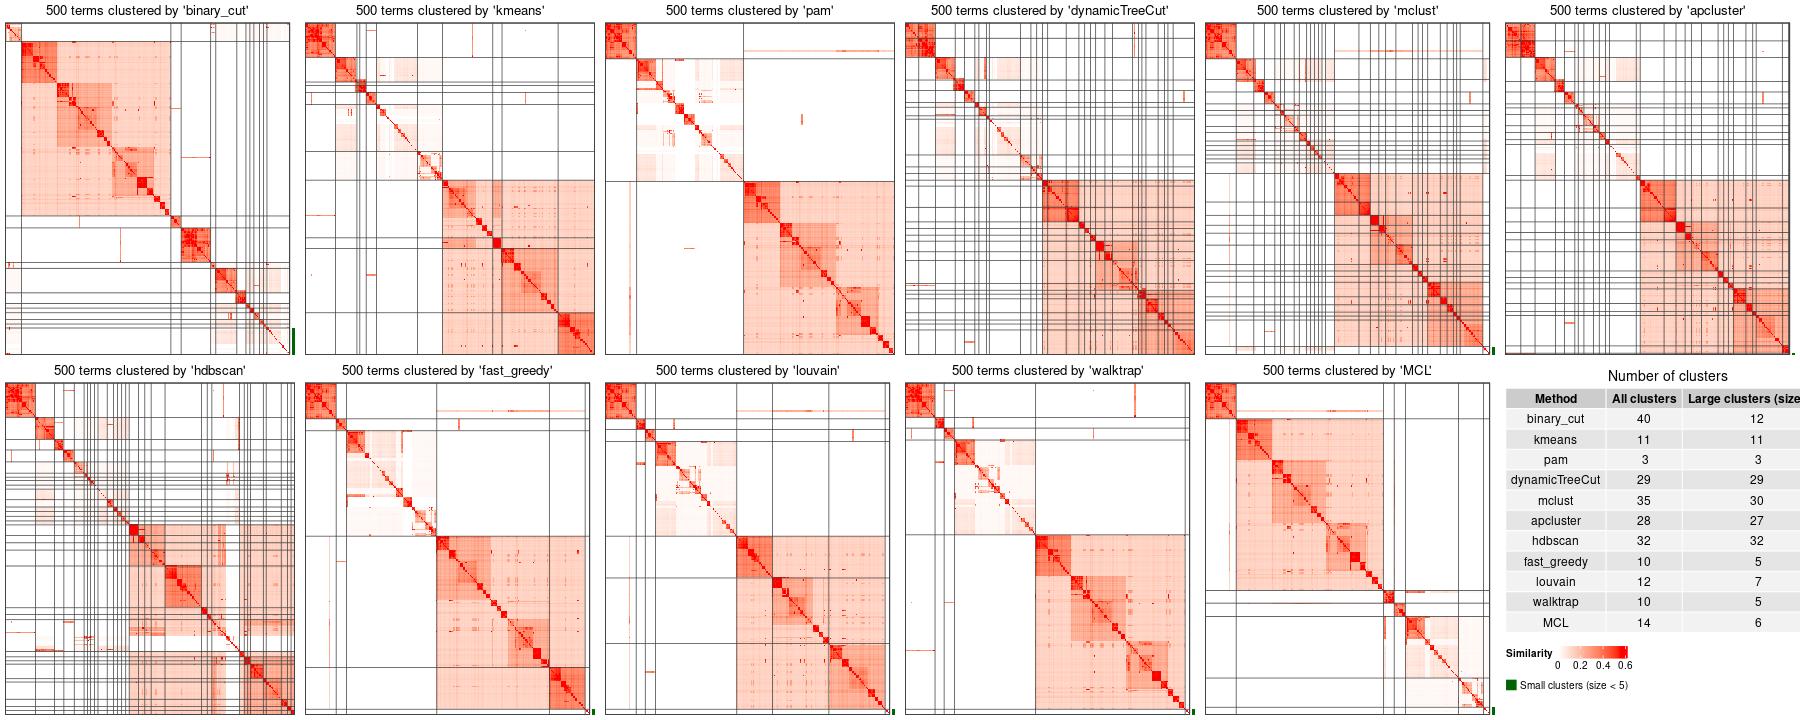 500 terms clustered by 'binary_cut'
500 terms clustered by 'kmeans'
500 terms clustered by 'pam'
500 terms clustered by 'dynamicTreeCut'
500 terms clustered by 'mclust'
500 terms clustered by 'apcluster'
500 terms clustered by 'hdbscan'
500 terms clustered by 'fast_greedy'
500 terms clustered by 'louvain'
500 terms clustered by 'walktrap'
500 terms clustered by 'MCL'
Number of clusters
Method All clusters Large clusters (size
binary_cut 40 12
kmeans 11 11
pam 3 3
dynamicTreeCut 29 29
mclust 35 30
apcluster 28 27
hdbscan 32 32
fast_greedy 10 5
louvain 12 7
walktrap 10 5
MCL 14 6
Similarity
0 0.2 0.4 0.6
Small clusters (size < 5)